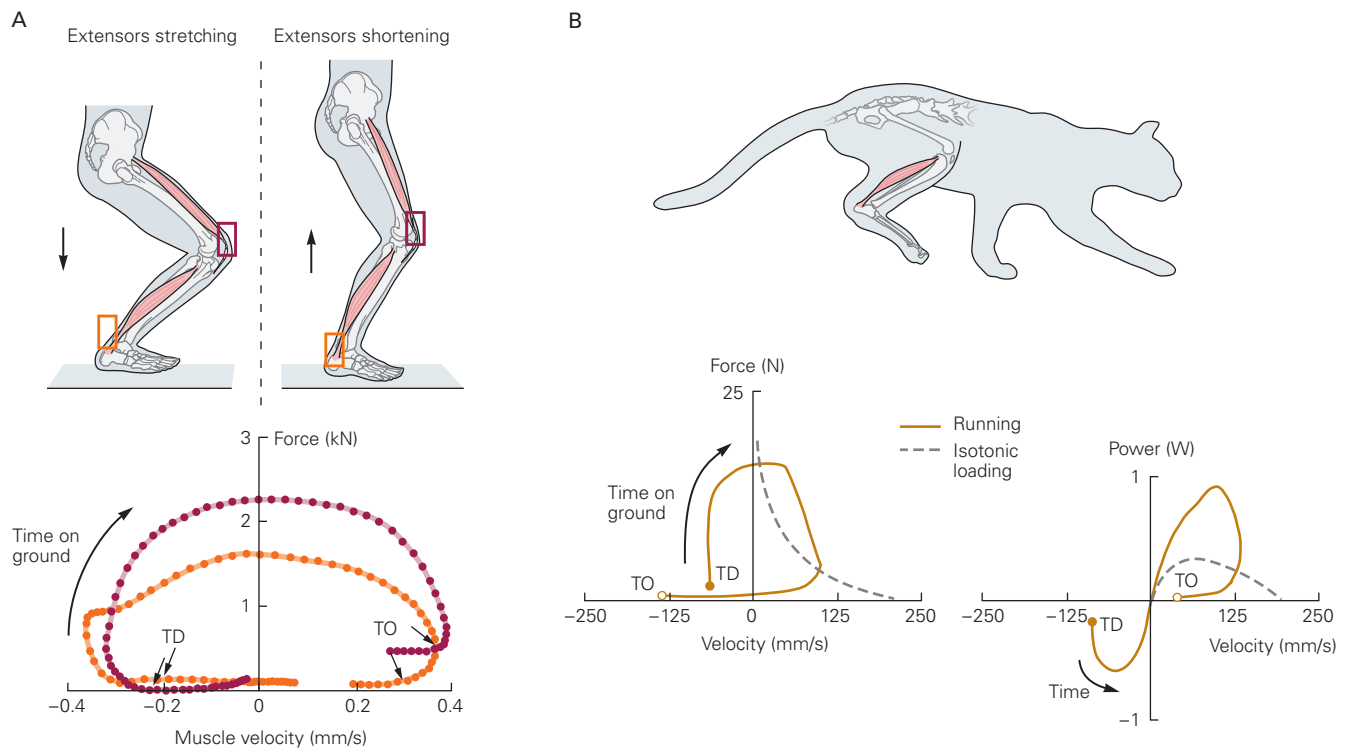 A
Extensors stretching
Extensors shortening
3
Force (kN)
2
1
Time on
ground
TD
TO
−0.4
−0.2
0
0.2
0.4
Muscle velocity (mm/s)
B
Force (N)
25
Running
Isotonic
loading
Time on
ground
TO
TD
−250
−125
0
125
250
Velocity (mm/s)
Power (W)
1
TO
−250
−125
125
250
TD
Velocity (mm/s)
Time
−1